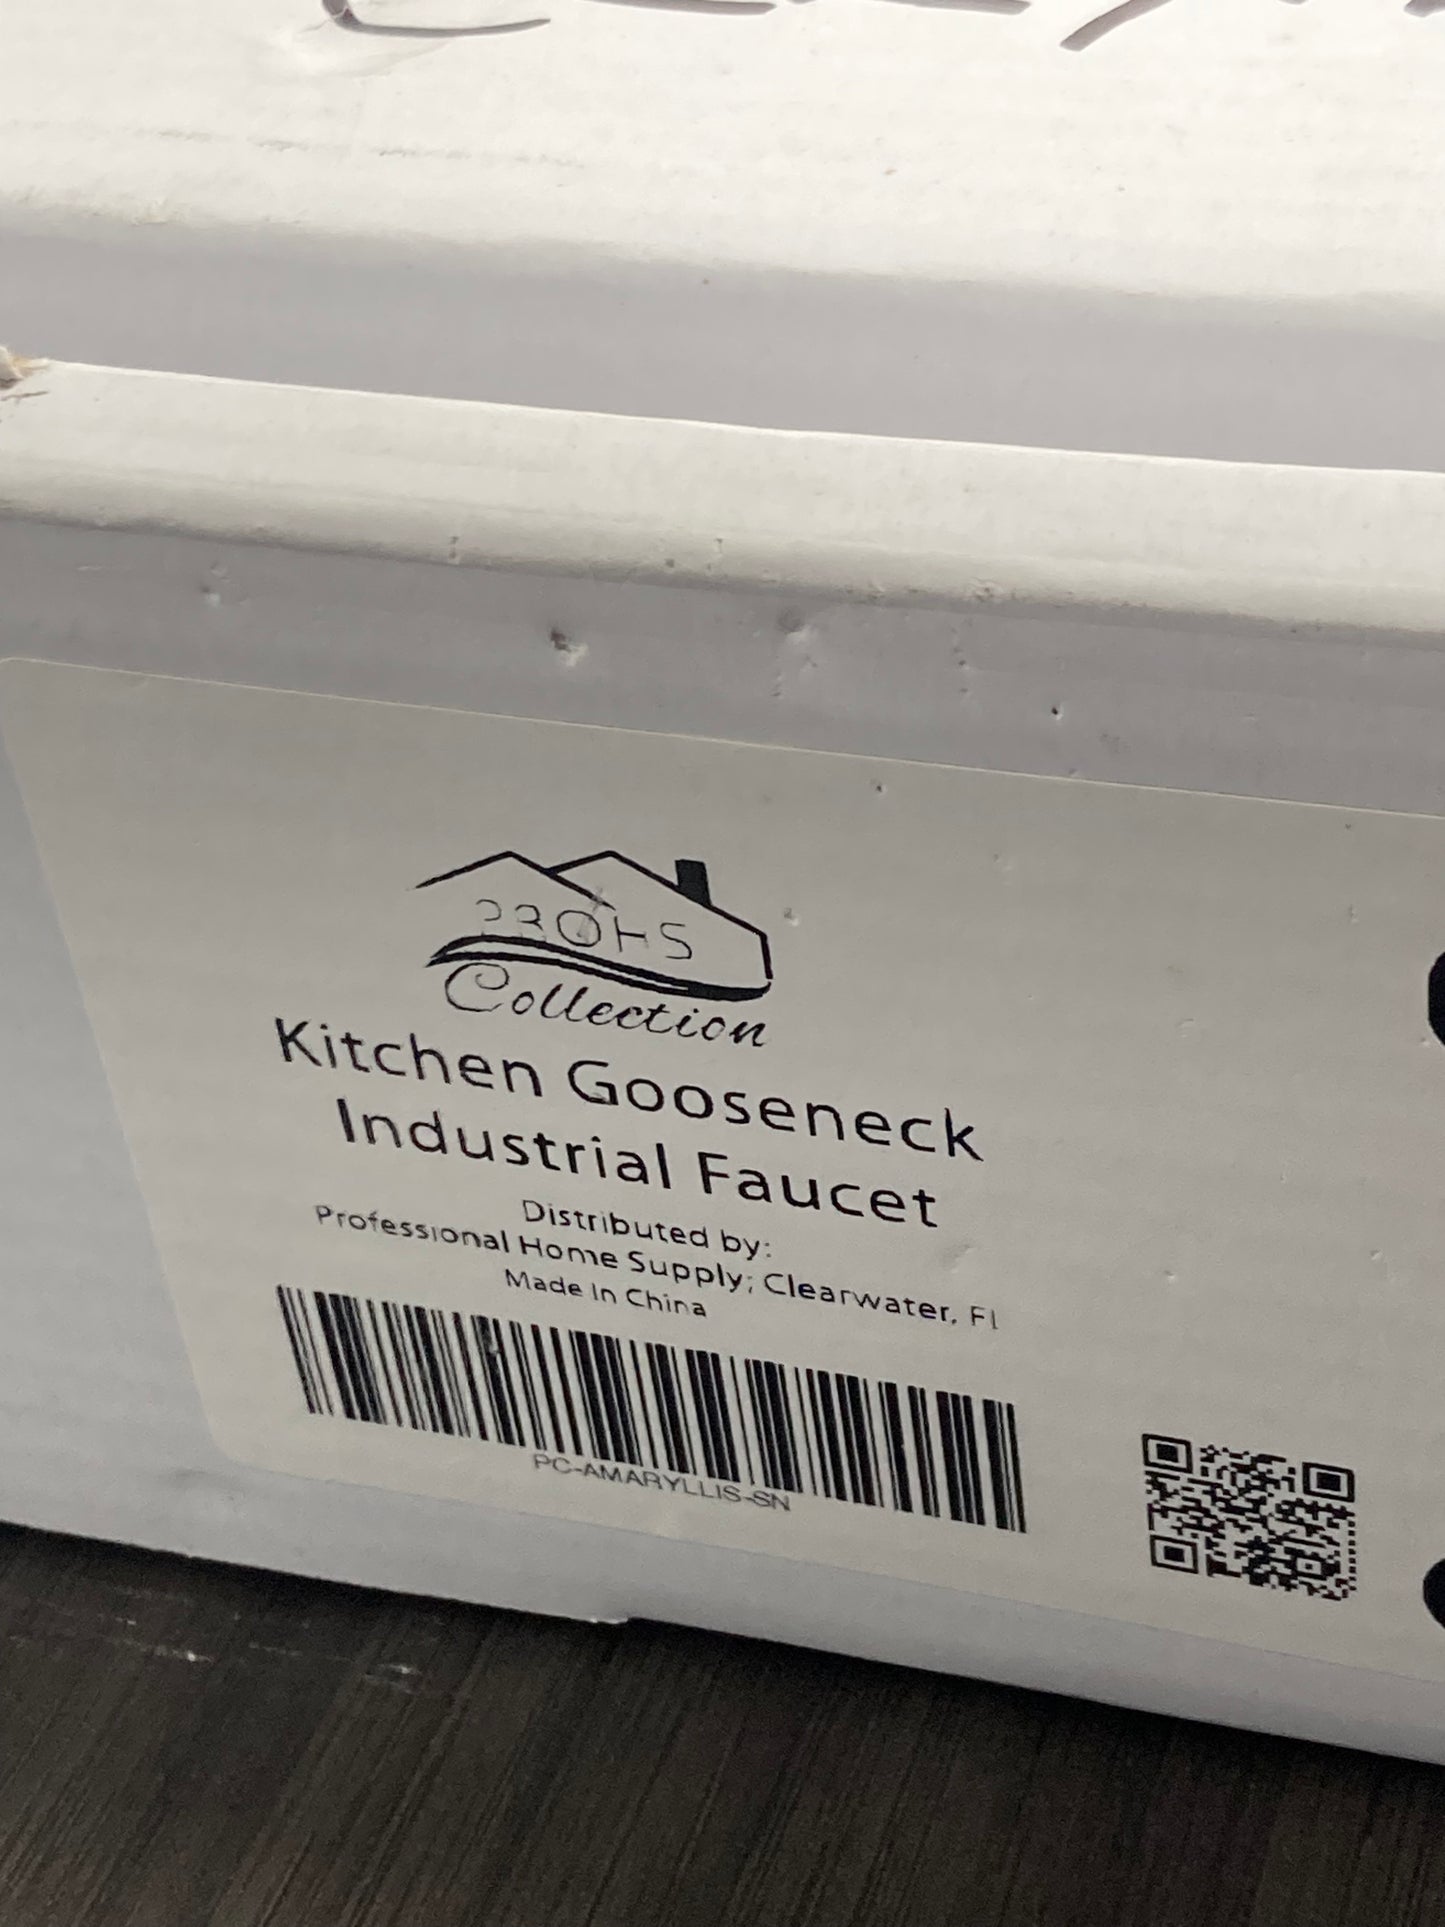 PROHS
Collection
Kitchen Gooseneck
Industrial Faucet
Distributed by:
Professional Home Supply; Clearwater, Fl
Made In China
PC-AMARYLLIS-SN